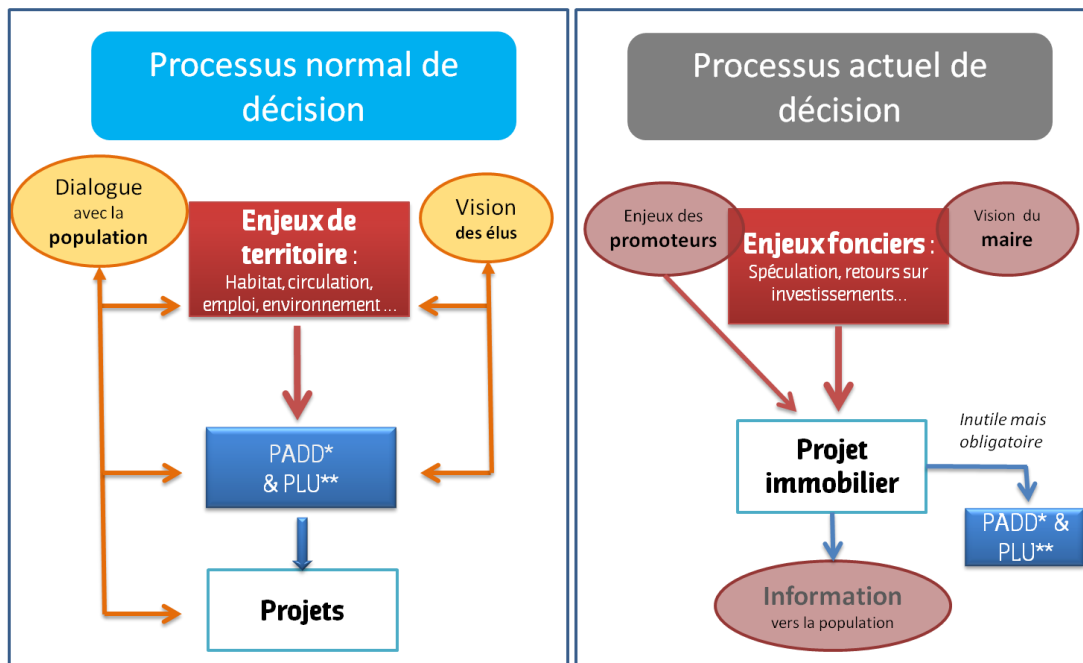 Processus normal de
décision
Dialogue
avec la
population
Enjeux de
territoire :
Habitat, circulation,
emploi, environnement ...
Vision
des élus
PADD*
& PLU**
Projets
Processus actuel de
décision
Enjeux des
promoteurs
Enjeux fonciers :
Spéculation, retours sur
investissements...
Vision du
maire
Projet
immobilier
Inutile mais
obligatoire
PADD* &
PLU**
Information
vers la population